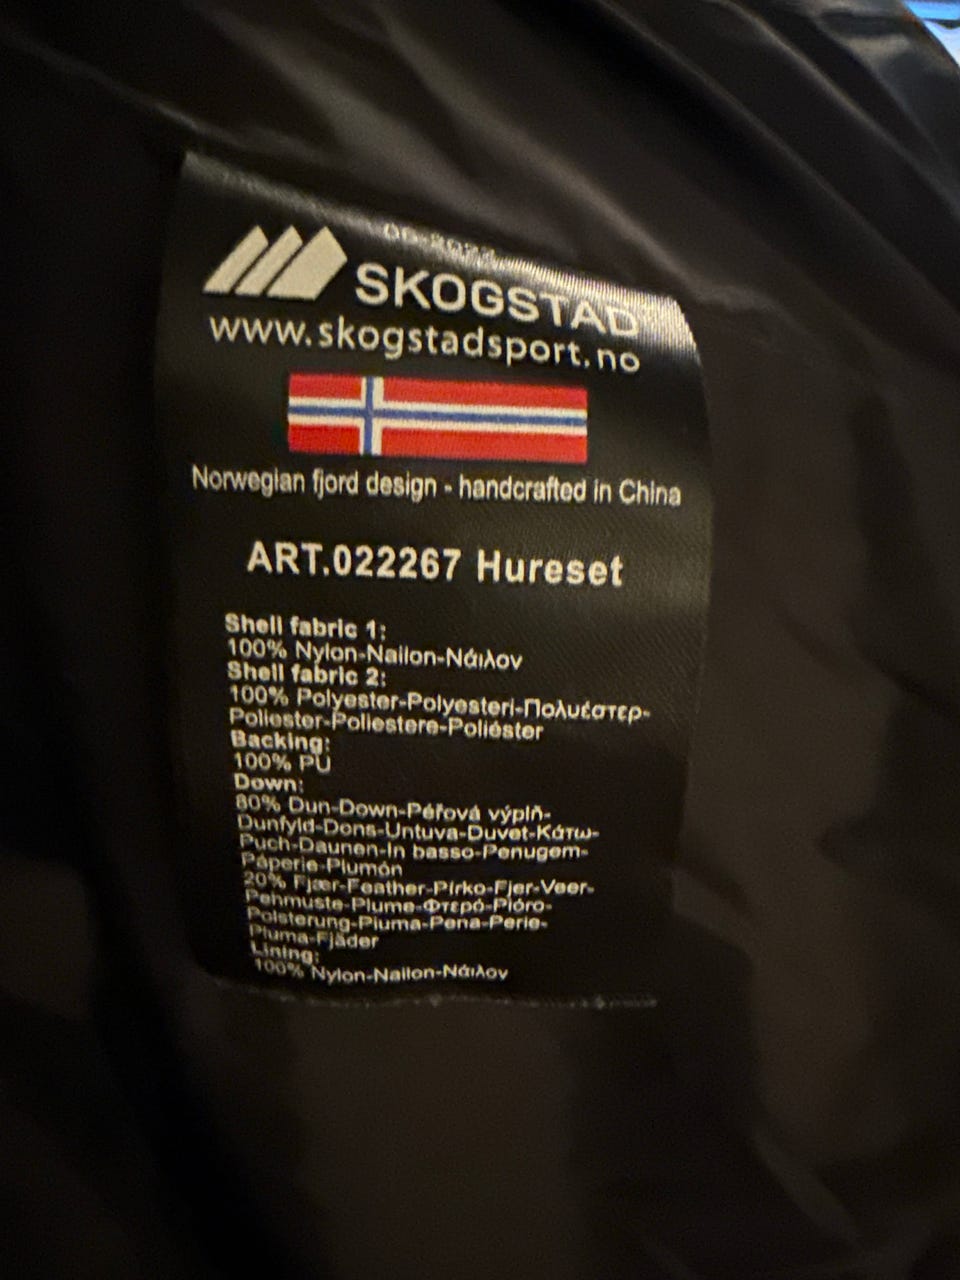 SKOGSTAD
www.skogstadsport.no
Norwegian fjord design - handcrafted in China
ART.022267 Hureset
Shell fabric 1:
100% Nylon-Nailon-Νάιλον
Shell fabric 2:
100% Polyester-Polyesteri-Πολυέστερ-
Poliester-Poliestere-Poliéster
Backing:
100% PU
Down:
80% Dun-Down-Péřová výplň-
Dunfyld-Dons-Untuva-Duvet-Κάτω-
Puch-Daunen-In basso-Penugem-
Páperie-Plumón
20% Fjær-Feather-Pirko-Fjer-Veer-
Pehmuste-Plume-Φτερό-Pióro-
Polsterung-Piuma-Pena-Perie-
Pluma-Fjäder
Lining:
100% Nylon-Nailon-Νάιλον